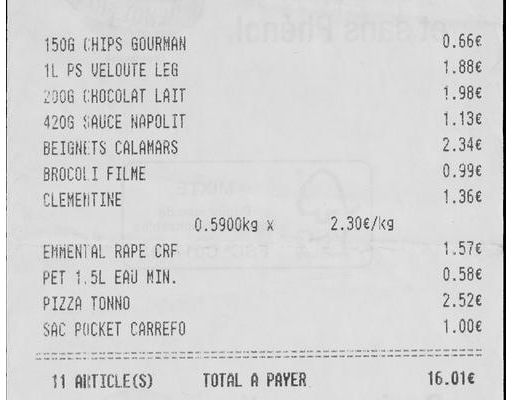 150G CHIPS GOURMAN 0.66€
1L PS VELOUTE LEG 1.88€
200G CHOCOLAT LAIT 1.98€
420G SAUCE NAPOLIT 1.13€
BEIGNETS CALAMARS 2.34€
BROCOLI FILME 0.99€
CLEMENTINE 1.36€
0.5900kg x 2.30€/kg
EMMENTAL RAPE CRF 1.57€
PET 1.5L EAU MIN. 0.58€
PIZZA TONNO 2.52€
SAC POCKET CARREFO 1.00€
11 ARTICLE(S) TOTAL A PAYER 16.01€